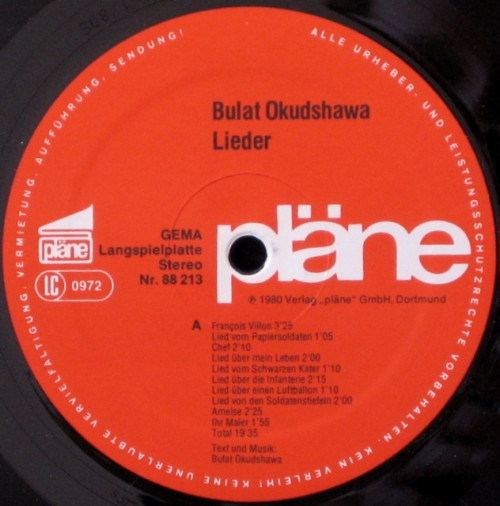 ALLE URHEBER- UND LEISTUNGSSCHUTZRECHTE VORBEHALTEN · KEIN VERLEIH! KEINE UNERLAUBTE VERVIELFALTIGUNG, VERMIETUNG, AUFFÜHRUNG, SENDUNG!
Bulat Okudshawa
Lieder
pläne
GEMA
Langspielplatte
Stereo
Nr. 88 213
pläne
LC 0972
℗ 1980 Verlag „pläne" GmbH, Dortmund
A
François Villon 3'25
Lied vom Papiersoldaten 1'05
Chef 2'10
Lied über mein Leben 2'00
Lied vom Schwarzen Kater 1'10
Lied über die Infanterie 2'15
Lied über einen Luftballon 1'10
Lied von den Soldatenstiefeln 2'00
Ameise 2'25
Ihr Maler 1'55
Total 19'35
Text und Musik:
Bulat Okudshawa